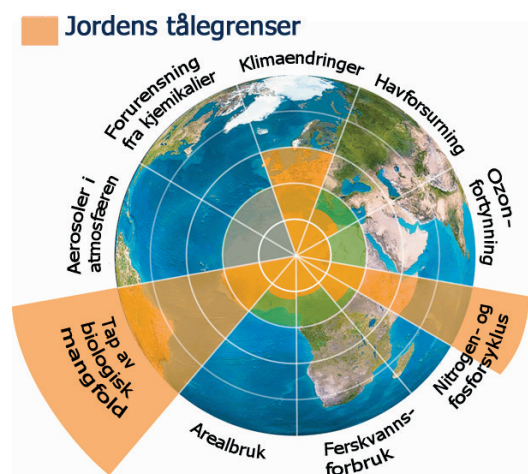 Jordens tålegrenser
Klimaendringer
Havforsurning
Ozon-
fortynning
Nitrogen- og
fosforsyklus
Ferskvanns-
forbruk
Arealbruk
Tap av
biologisk
mangfold
Aerosoler i
atmosfæren
Forurensning
fra kjemikalier